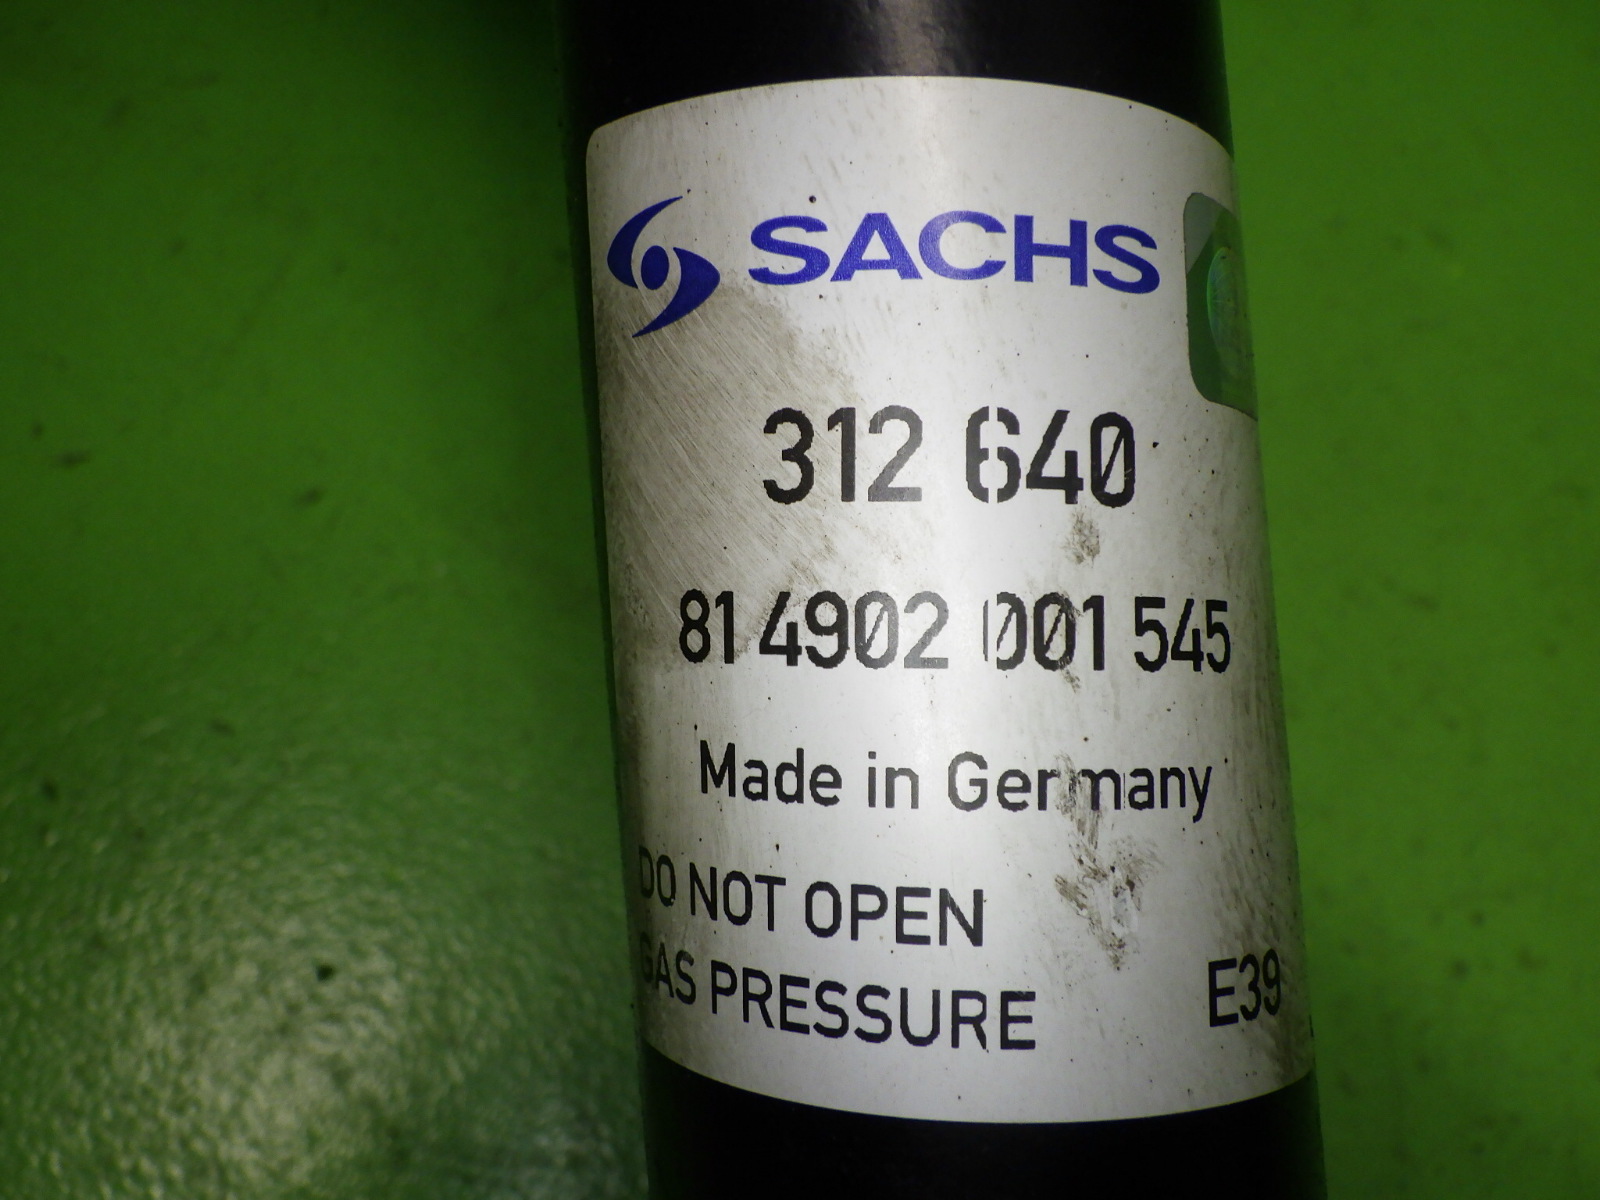 SACHS
312 640
81 4902 001 545
Made in Germany
DO NOT OPEN
GAS PRESSURE
E39